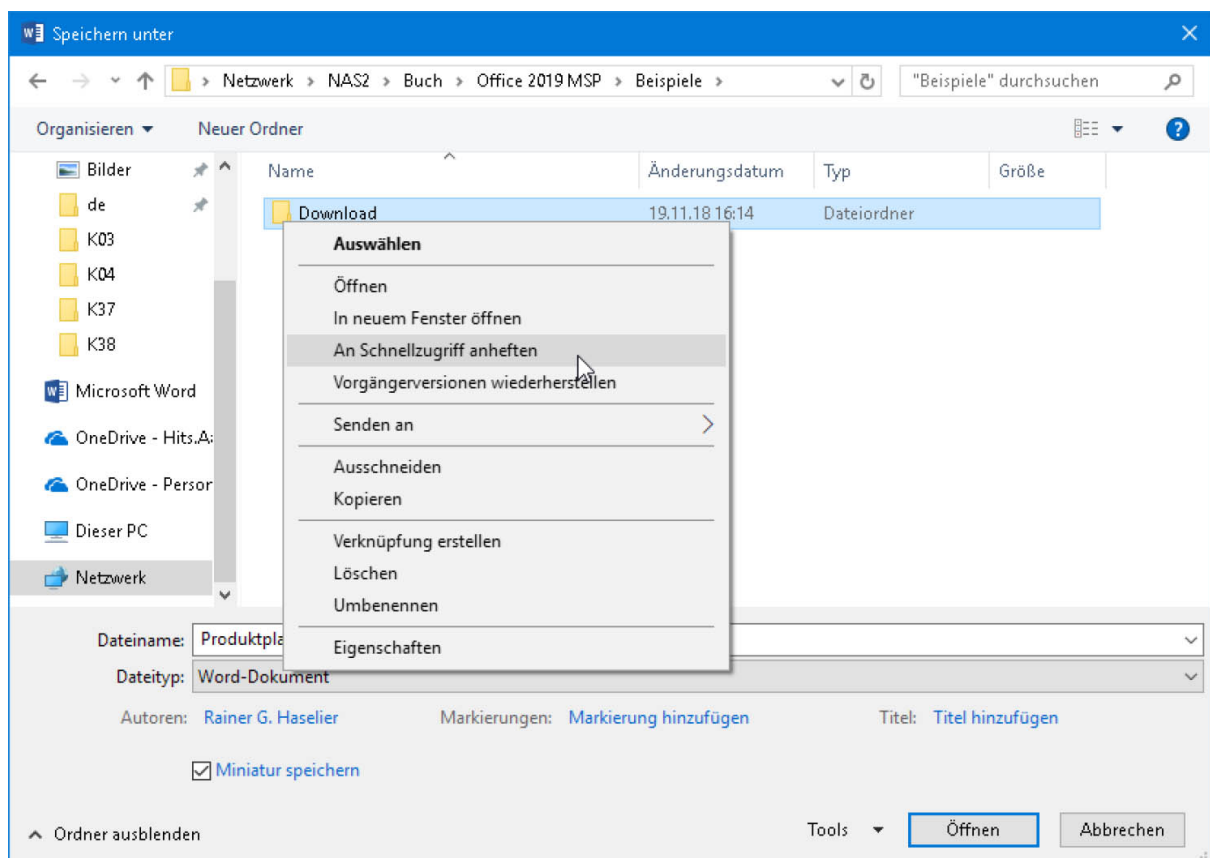 Speichern unter
Netzwerk > NAS2 > Buch > Office 2019 MSP > Beispiele >
"Beispiele" durchsuchen
Organisieren
Neuer Ordner
Name
Änderungsdatum
Typ
Größe
Bilder
de
K03
K04
K37
K38
Microsoft Word
OneDrive - Hits.A
OneDrive - Person
Dieser PC
Netzwerk
Download
19.11.18 16:14
Dateiordner
Auswählen
Öffnen
In neuem Fenster öffnen
An Schnellzugriff anheften
Vorgängerversionen wiederherstellen
Senden an
Ausschneiden
Kopieren
Verknüpfung erstellen
Löschen
Umbenennen
Eigenschaften
Dateiname: Produktpla
Dateityp: Word-Dokument
Autoren: Rainer G. Haselier
Markierungen: Markierung hinzufügen
Titel: Titel hinzufügen
Miniatur speichern
Ordner ausblenden
Tools
Öffnen
Abbrechen